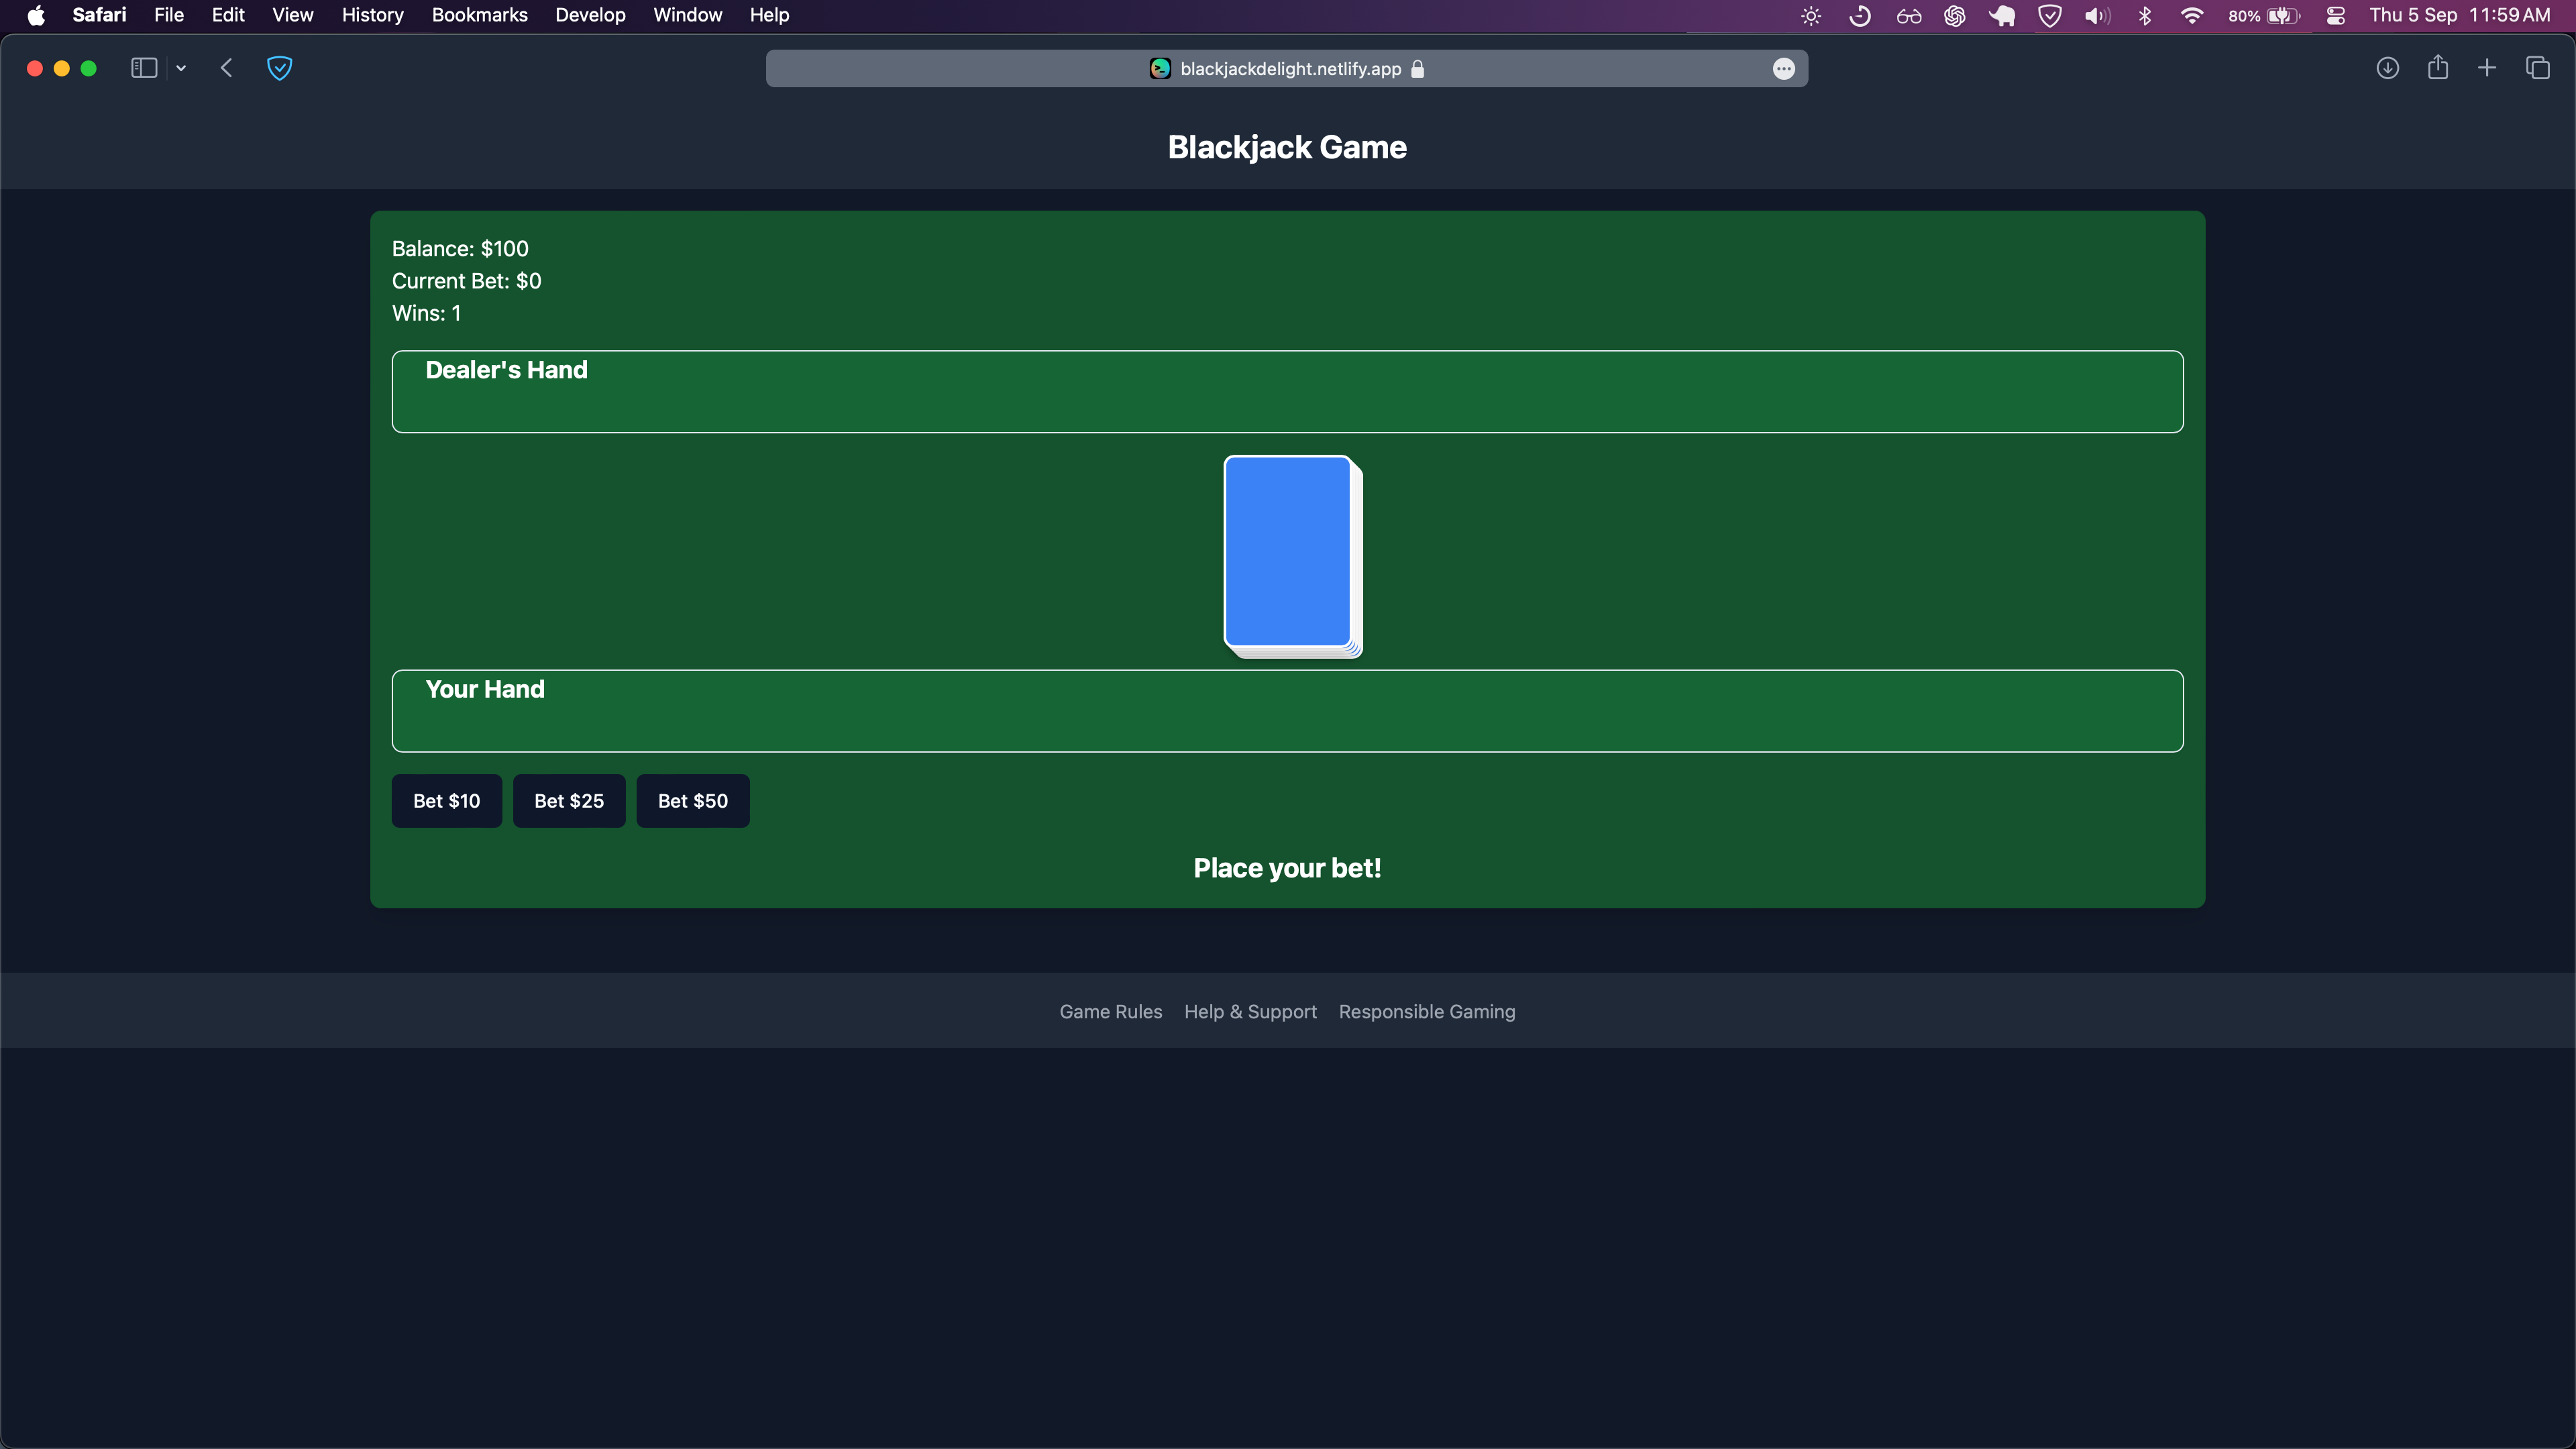 Safari File Edit View History Bookmarks Develop Window Help 80% Thu 5 Sep 11:59 AM
blackjackdelight.netlify.app
Blackjack Game
Balance: $100
Current Bet: $0
Wins: 1
Dealer's Hand
Your Hand
Bet $10 Bet $25 Bet $50
Place your bet!
Game Rules Help & Support Responsible Gaming